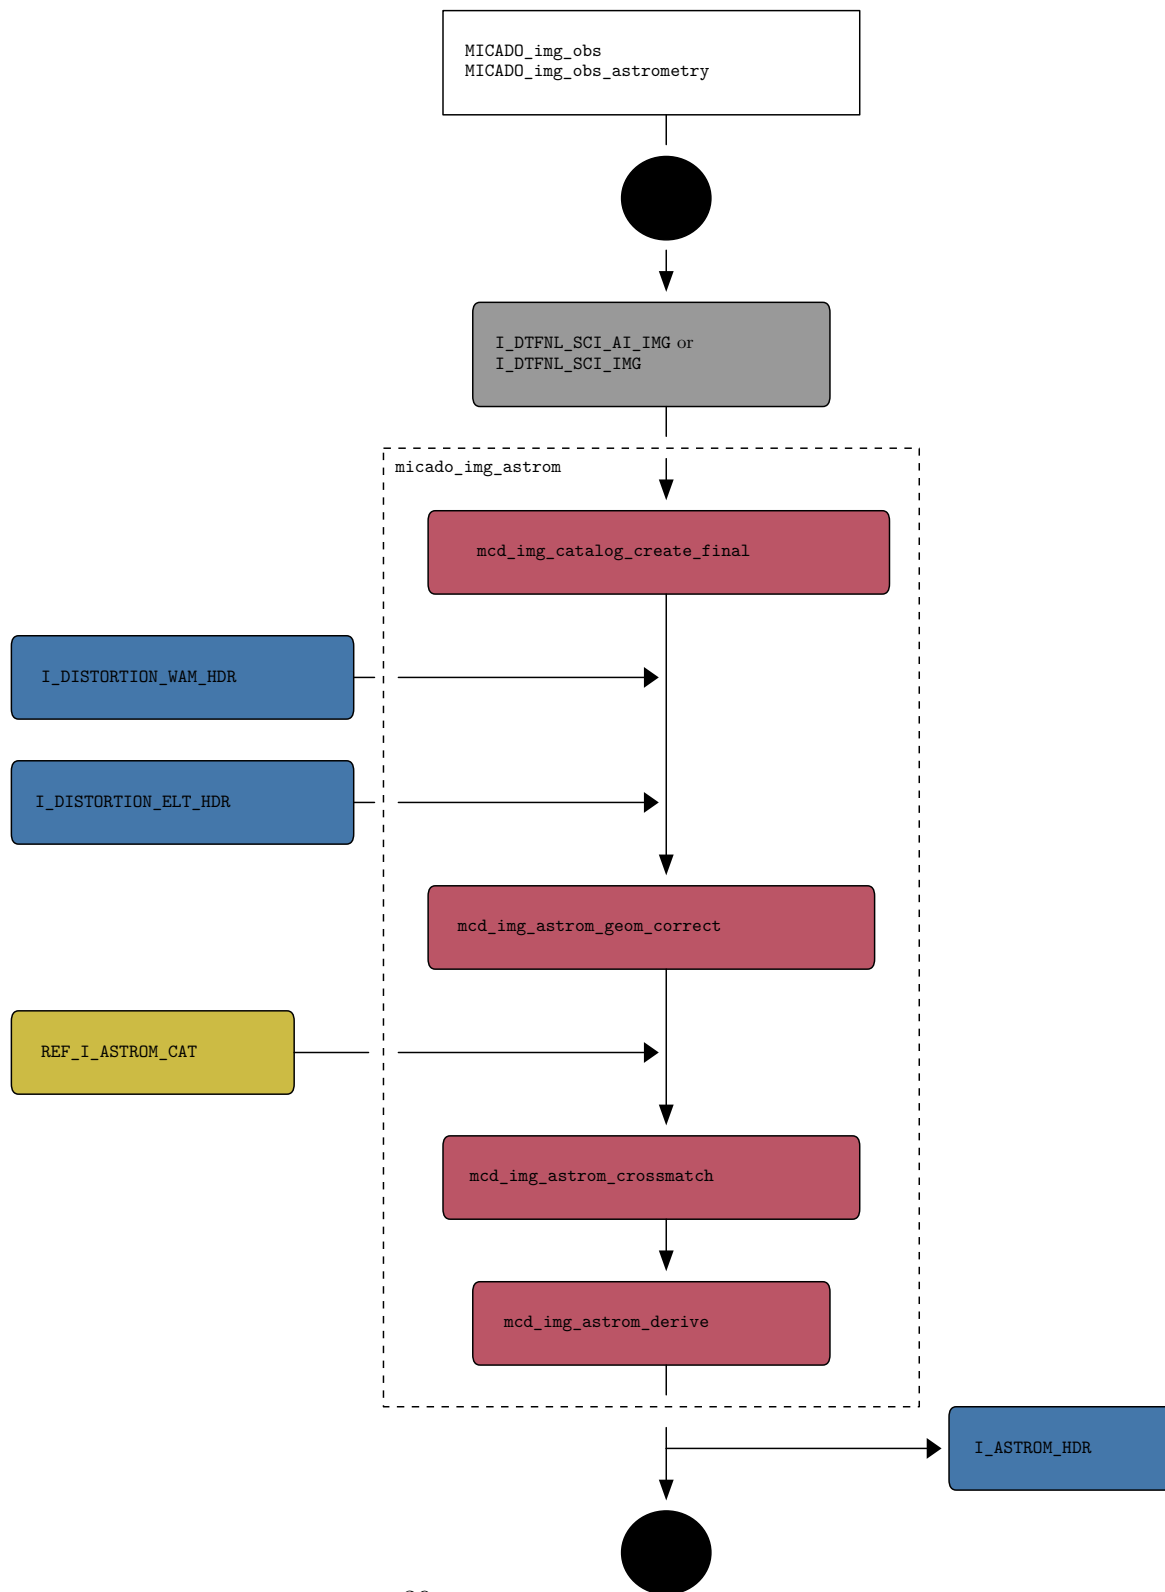 MICADO_img_obs
MICADO_img_obs_astrometry
I_DTFNL_SCI_AI_IMG or
I_DTFNL_SCI_IMG
micado_img_astrom
mcd_img_catalog_create_final
I_DISTORTION_WAM_HDR
I_DISTORTION_ELT_HDR
mcd_img_astrom_geom_correct
REF_I_ASTROM_CAT
mcd_img_astrom_crossmatch
mcd_img_astrom_derive
I_ASTROM_HDR